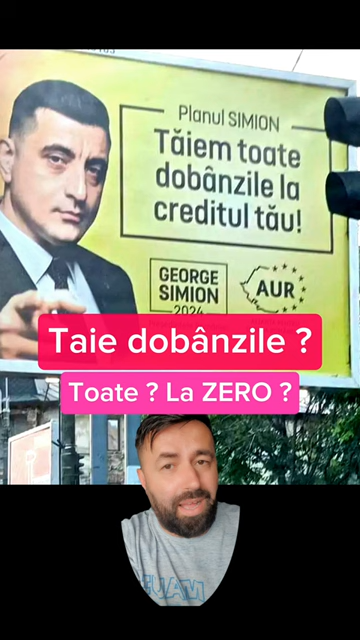 Planul SIMION
Tăiem toate
dobânzile la
creditul tău!
GEORGE
SIMION
2024
AUR
Taie dobânzile ?
Toate ? La ZERO ?